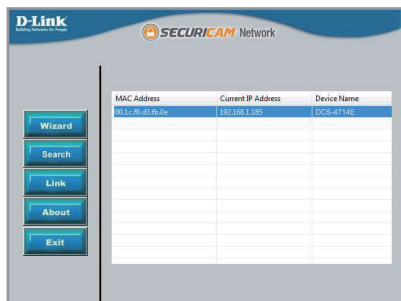 D-Link
Building Networks for People
SECURICAM Network
MAC Address Current IP Address Device Name
00.1c.f0.d3.fb.0e 192.168.1.185 DCS-4714E
Wizard
Search
Link
About
Exit